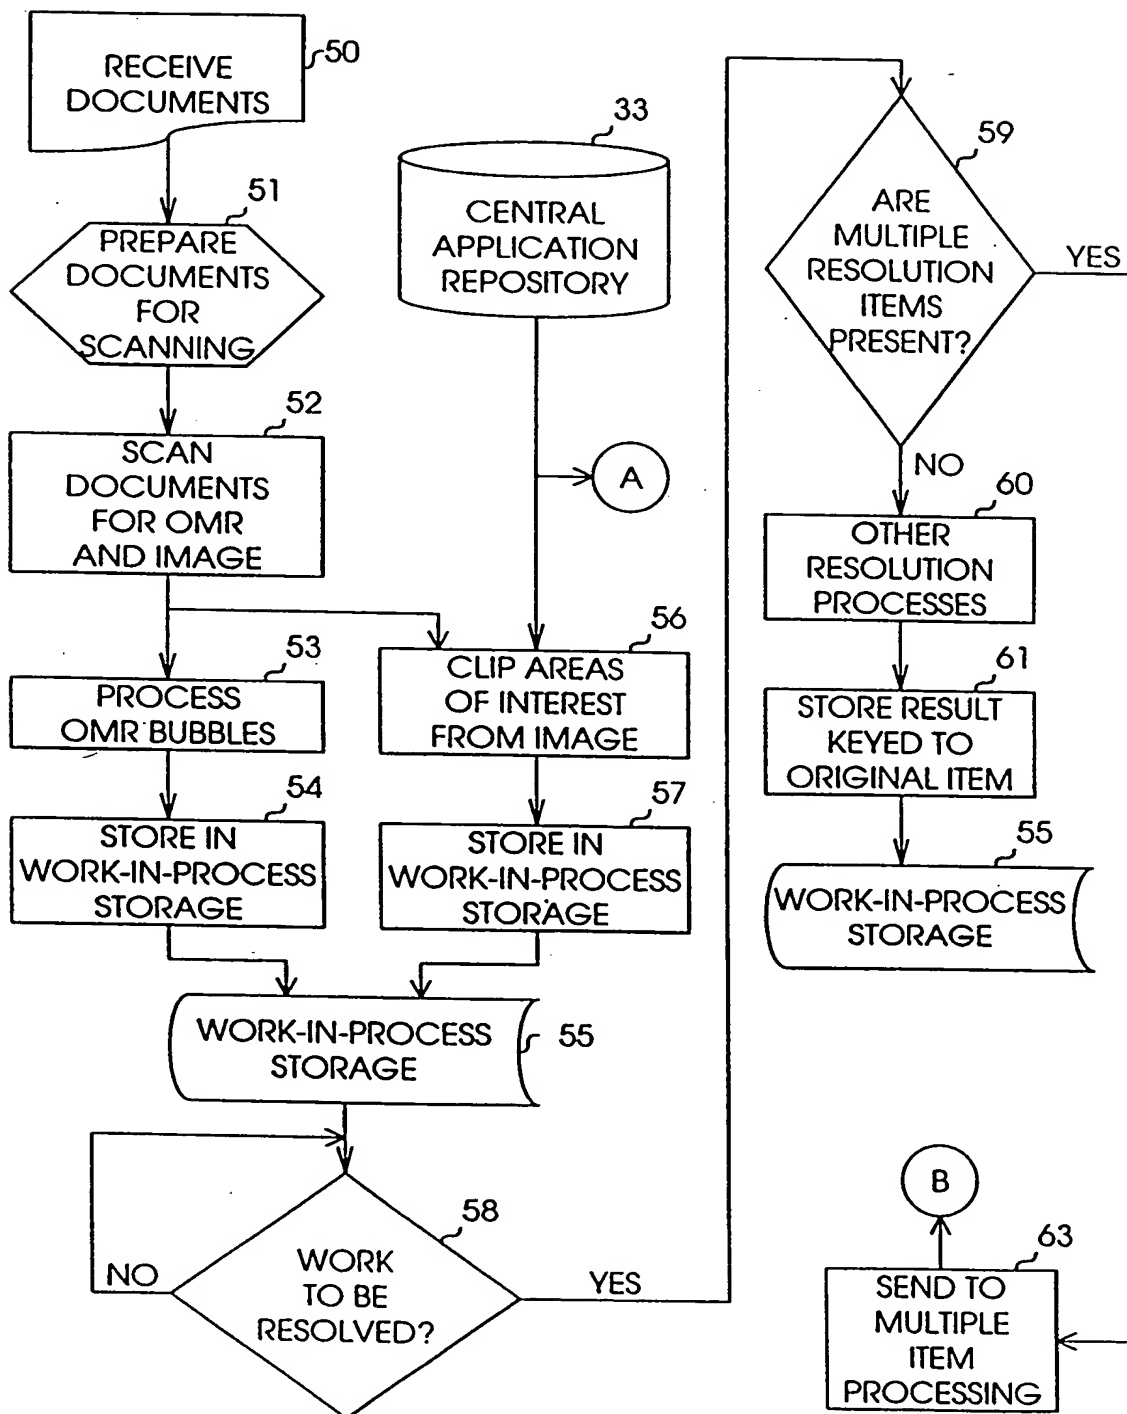 50
RECEIVE
DOCUMENTS
51
PREPARE
DOCUMENTS
FOR
SCANNING
52
SCAN
DOCUMENTS
FOR OMR
AND IMAGE
53
PROCESS
OMR BUBBLES
54
STORE IN
WORK-IN-PROCESS
STORAGE
33
CENTRAL
APPLICATION
REPOSITORY
A
56
CLIP AREAS
OF INTEREST
FROM IMAGE
57
STORE IN
WORK-IN-PROCESS
STORAGE
WORK-IN-PROCESS
STORAGE
55
58
WORK
TO BE
RESOLVED?
NO
YES
59
ARE
MULTIPLE
RESOLUTION
ITEMS
PRESENT?
YES
NO
60
OTHER
RESOLUTION
PROCESSES
61
STORE RESULT
KEYED TO
ORIGINAL ITEM
55
WORK-IN-PROCESS
STORAGE
B
63
SEND TO
MULTIPLE
ITEM
PROCESSING